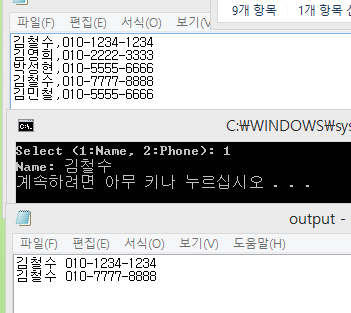 9개 항목 1개 항목
파일(F) 편집(E) 서식(O) 보기(V)
김철수,010-1234-1234
김영희,010-2222-3333
박성현,010-5555-6666
김철수,010-7777-8888
김민철,010-5555-6666
C:\WINDOWS\sys
Select (1:Name, 2:Phone): 1
Name: 김철수
계속하려면 아무 키나 누르십시오 . . .
output -
파일(F) 편집(E) 서식(O) 보기(V) 도움말(H)
김철수 010-1234-1234
김철수 010-7777-8888